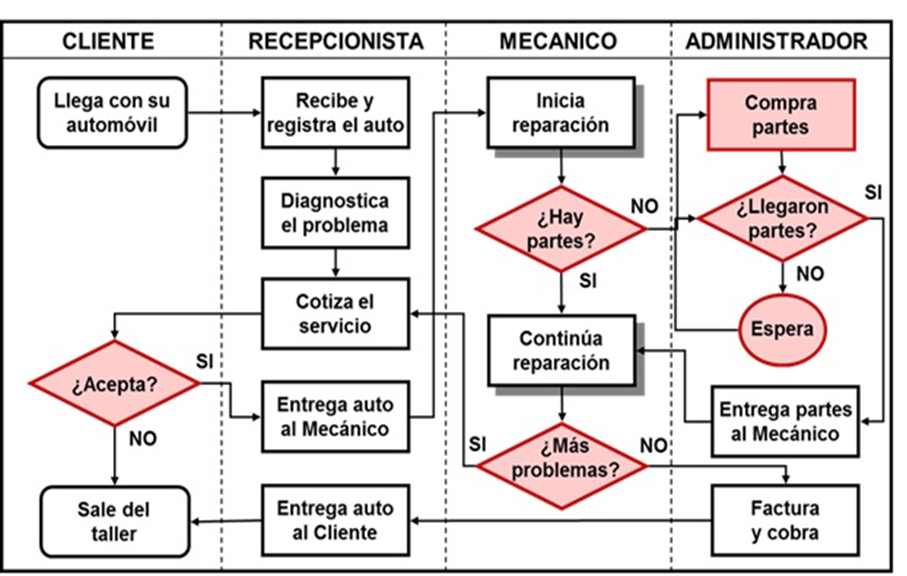 CLIENTE
RECEPCIONISTA
MECANICO
ADMINISTRADOR
Llega con su
automóvil
Recibe y
registra el auto
Inicia
reparación
Compra
partes
Diagnostica
el problema
¿Hay
partes?
NO
¿Llegaron
partes?
SI
Cotiza el
servicio
SI
NO
Continúa
reparación
Espera
¿Acepta?
SI
NO
Entrega auto
al Mecánico
Entrega partes
al Mecánico
¿Más
problemas?
SI
NO
Sale del
taller
Entrega auto
al Cliente
Factura
y cobra